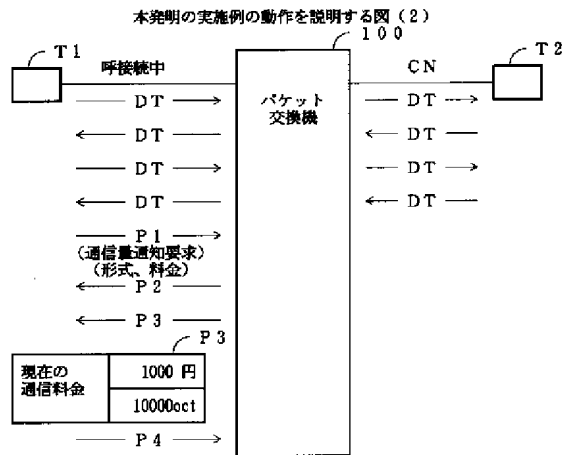 本発明の実施例の動作を説明する図（2）
100
T1
呼接続中
CN
T2
DT
パケット
交換機
DT
DT
DT
DT
DT
DT
DT
P1
(通信量通知要求)
(形式、料金)
P2
P3
P3
現在の
通信料金
1000 円
10000oct
P4